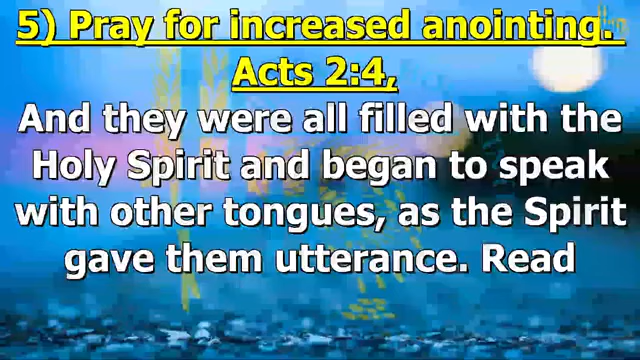 5) Pray for increased anointing.
Acts 2:4,
And they were all filled with the
Holy Spirit and began to speak
with other tongues, as the Spirit
gave them utterance. Read